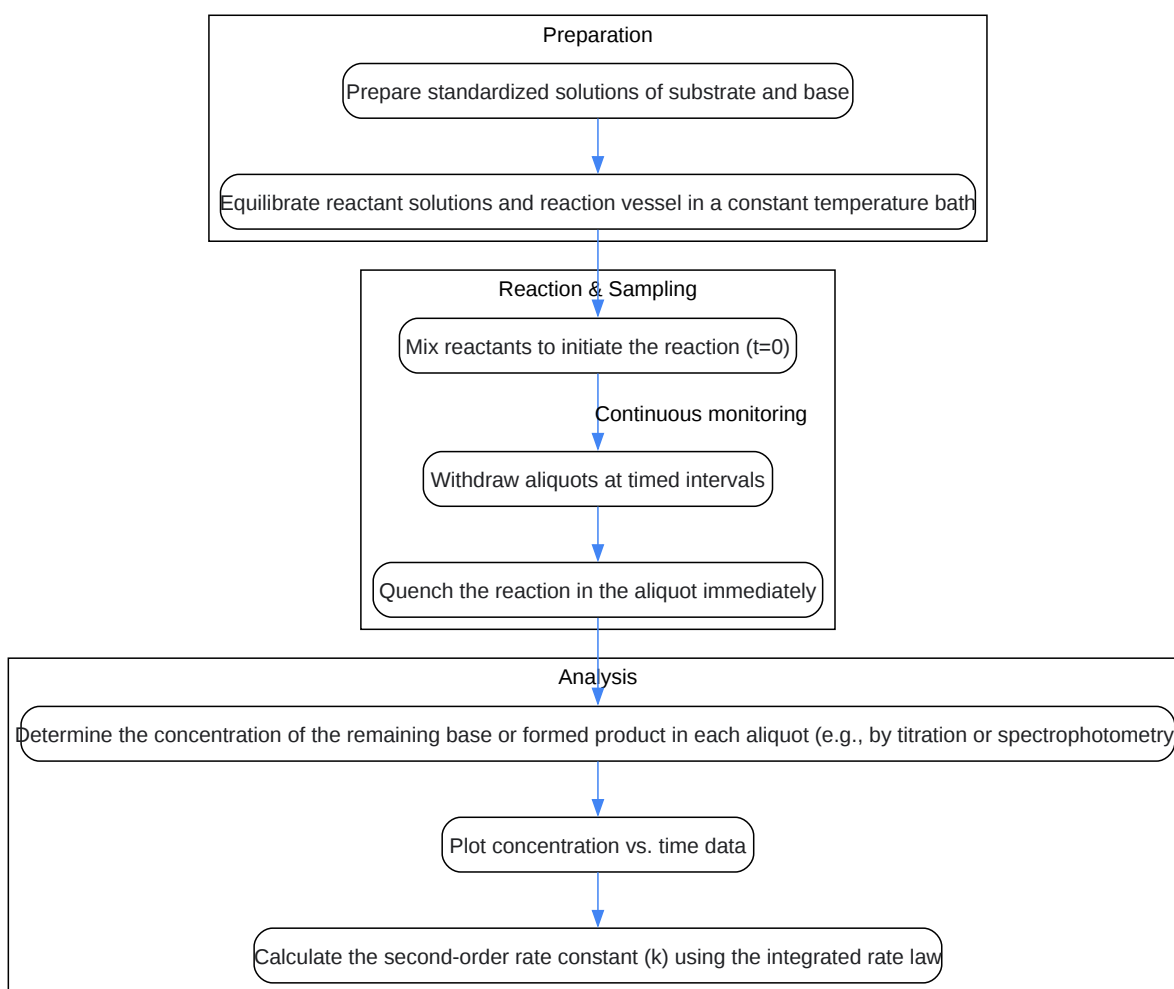 Preparation
Prepare standardized solutions of substrate and base
Equilibrate reactant solutions and reaction vessel in a constant temperature bath
Reaction & Sampling
Mix reactants to initiate the reaction (t=0)
Continuous monitoring
Withdraw aliquots at timed intervals
Quench the reaction in the aliquot immediately
Analysis
Determine the concentration of the remaining base or formed product in each aliquot (e.g., by titration or spectrophotometry
Plot concentration vs. time data
Calculate the second-order rate constant (k) using the integrated rate law